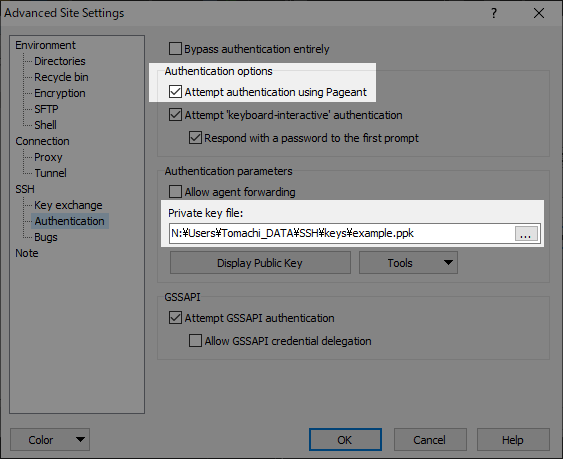 Advanced Site Settings
?
Environment
Directories
Recycle bin
Encryption
SFTP
Shell
Connection
Proxy
Tunnel
SSH
Key exchange
Authentication
Bugs
Note
Bypass authentication entirely
Authentication options
Attempt authentication using Pageant
Attempt 'keyboard-interactive' authentication
Respond with a password to the first prompt
Authentication parameters
Allow agent forwarding
Private key file:
N:¥Users¥Tomachi_DATA¥SSH¥keys¥example.ppk
...
Display Public Key
Tools
GSSAPI
Attempt GSSAPI authentication
Allow GSSAPI credential delegation
Color
OK
Cancel
Help